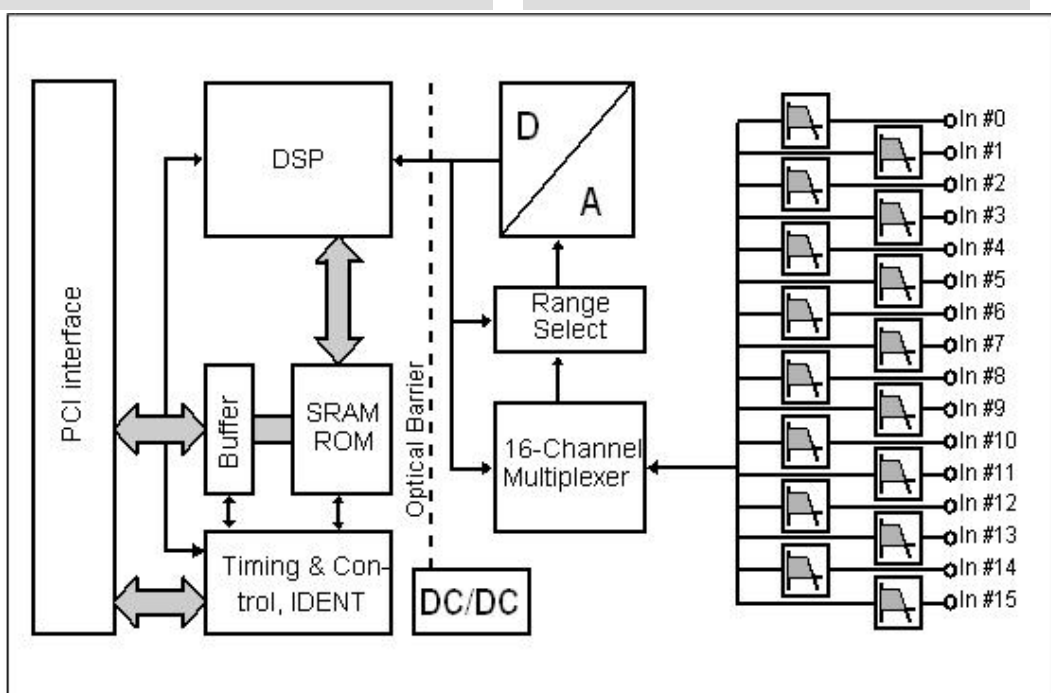 PCI interface
DSP
Buffer
SRAM
ROM
Timing & Con-
trol, IDENT
Optical Barrier
DC/DC
D
A
Range
Select
16-Channel
Multiplexer
In #0
In #1
In #2
In #3
In #4
In #5
In #6
In #7
In #8
In #9
In #10
In #11
In #12
In #13
In #14
In #15